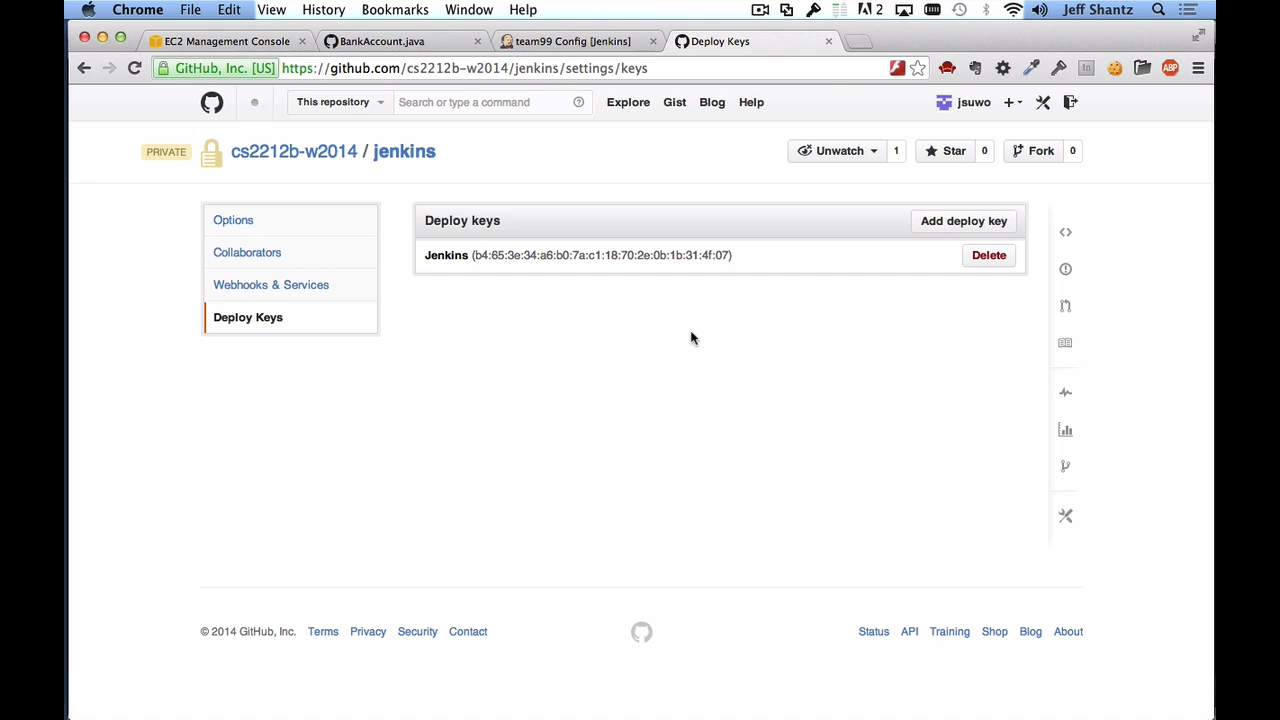 Chrome File Edit View History Bookmarks Window Help 2 Jeff Shantz
EC2 Management Console BankAccount.java team99 Config [Jenkins] Deploy Keys
GitHub, Inc. [US] https://github.com/cs2212b-w2014/jenkins/settings/keys ABP
This repository Search or type a command Explore Gist Blog Help jsuwo
PRIVATE cs2212b-w2014 / jenkins Unwatch 1 Star 0 Fork 0
Options
Collaborators
Webhooks & Services
Deploy Keys
Deploy keys Add deploy key
Jenkins (b4:65:3e:34:a6:b0:7a:c1:18:70:2e:0b:1b:31:4f:07) Delete
© 2014 GitHub, Inc. Terms Privacy Security Contact Status API Training Shop Blog About